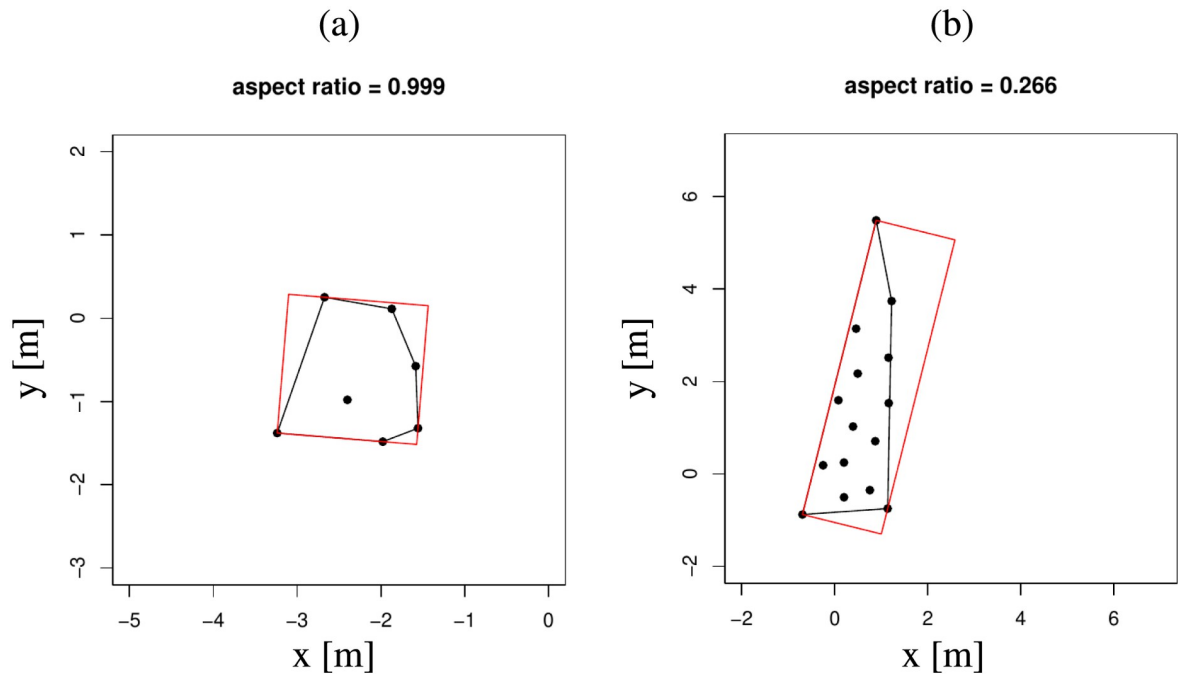 (a)
aspect ratio = 0.999
2
1
0
−1
−2
−3
y [m]
−5 −4 −3 −2 −1 0
x [m]
(b)
aspect ratio = 0.266
6
4
2
0
−2
y [m]
−2 0 2 4 6
x [m]